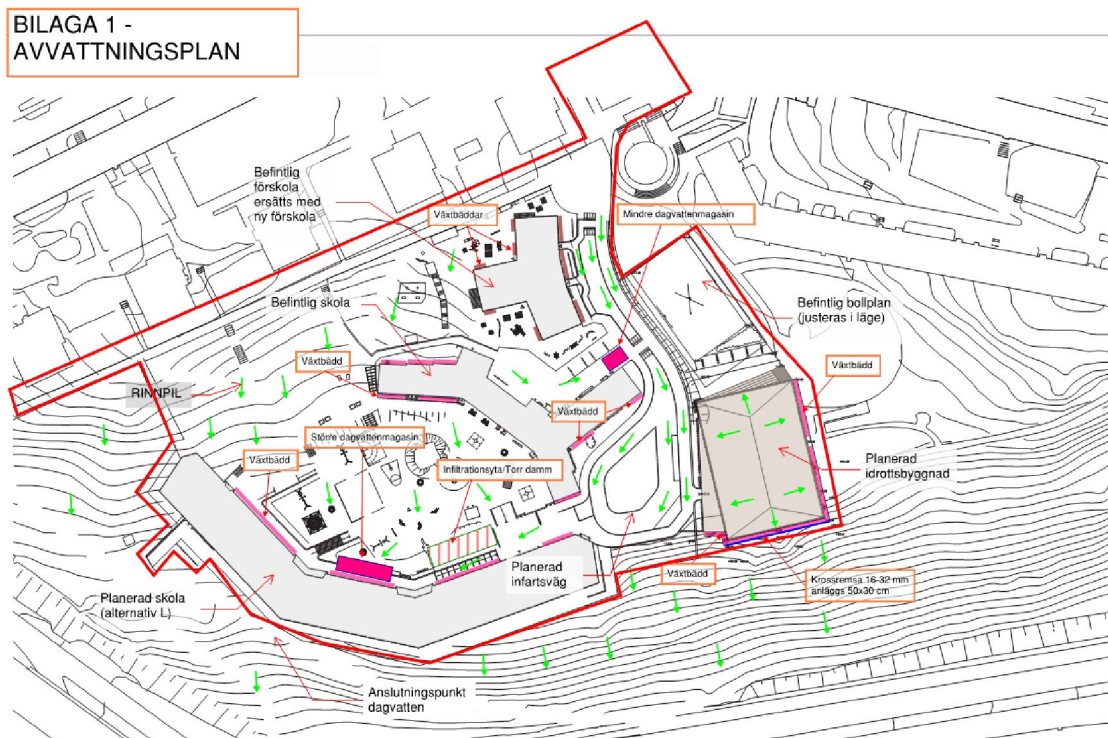 BILAGA 1 -
AVVATTNINGSPLAN
Befintlig
förskola
ersätts med
ny förskola
Växtbäddar
Mindre dagvattenmagasin
Befintlig skola
Befintlig bollplan
(justeras i läge)
Växtbädd
Växtbädd
RINNPIL
Växtbädd
Större dagvattenmagasin
Växtbädd
Infiltrationsyta/Torr damm
Planerad
idrottsbyggnad
Planerad
infartsväg
Växtbädd
Krossremsa 16-32 mm
anläggs 50x30 cm
Planerad skola
(alternativ L)
Anslutningspunkt
dagvatten